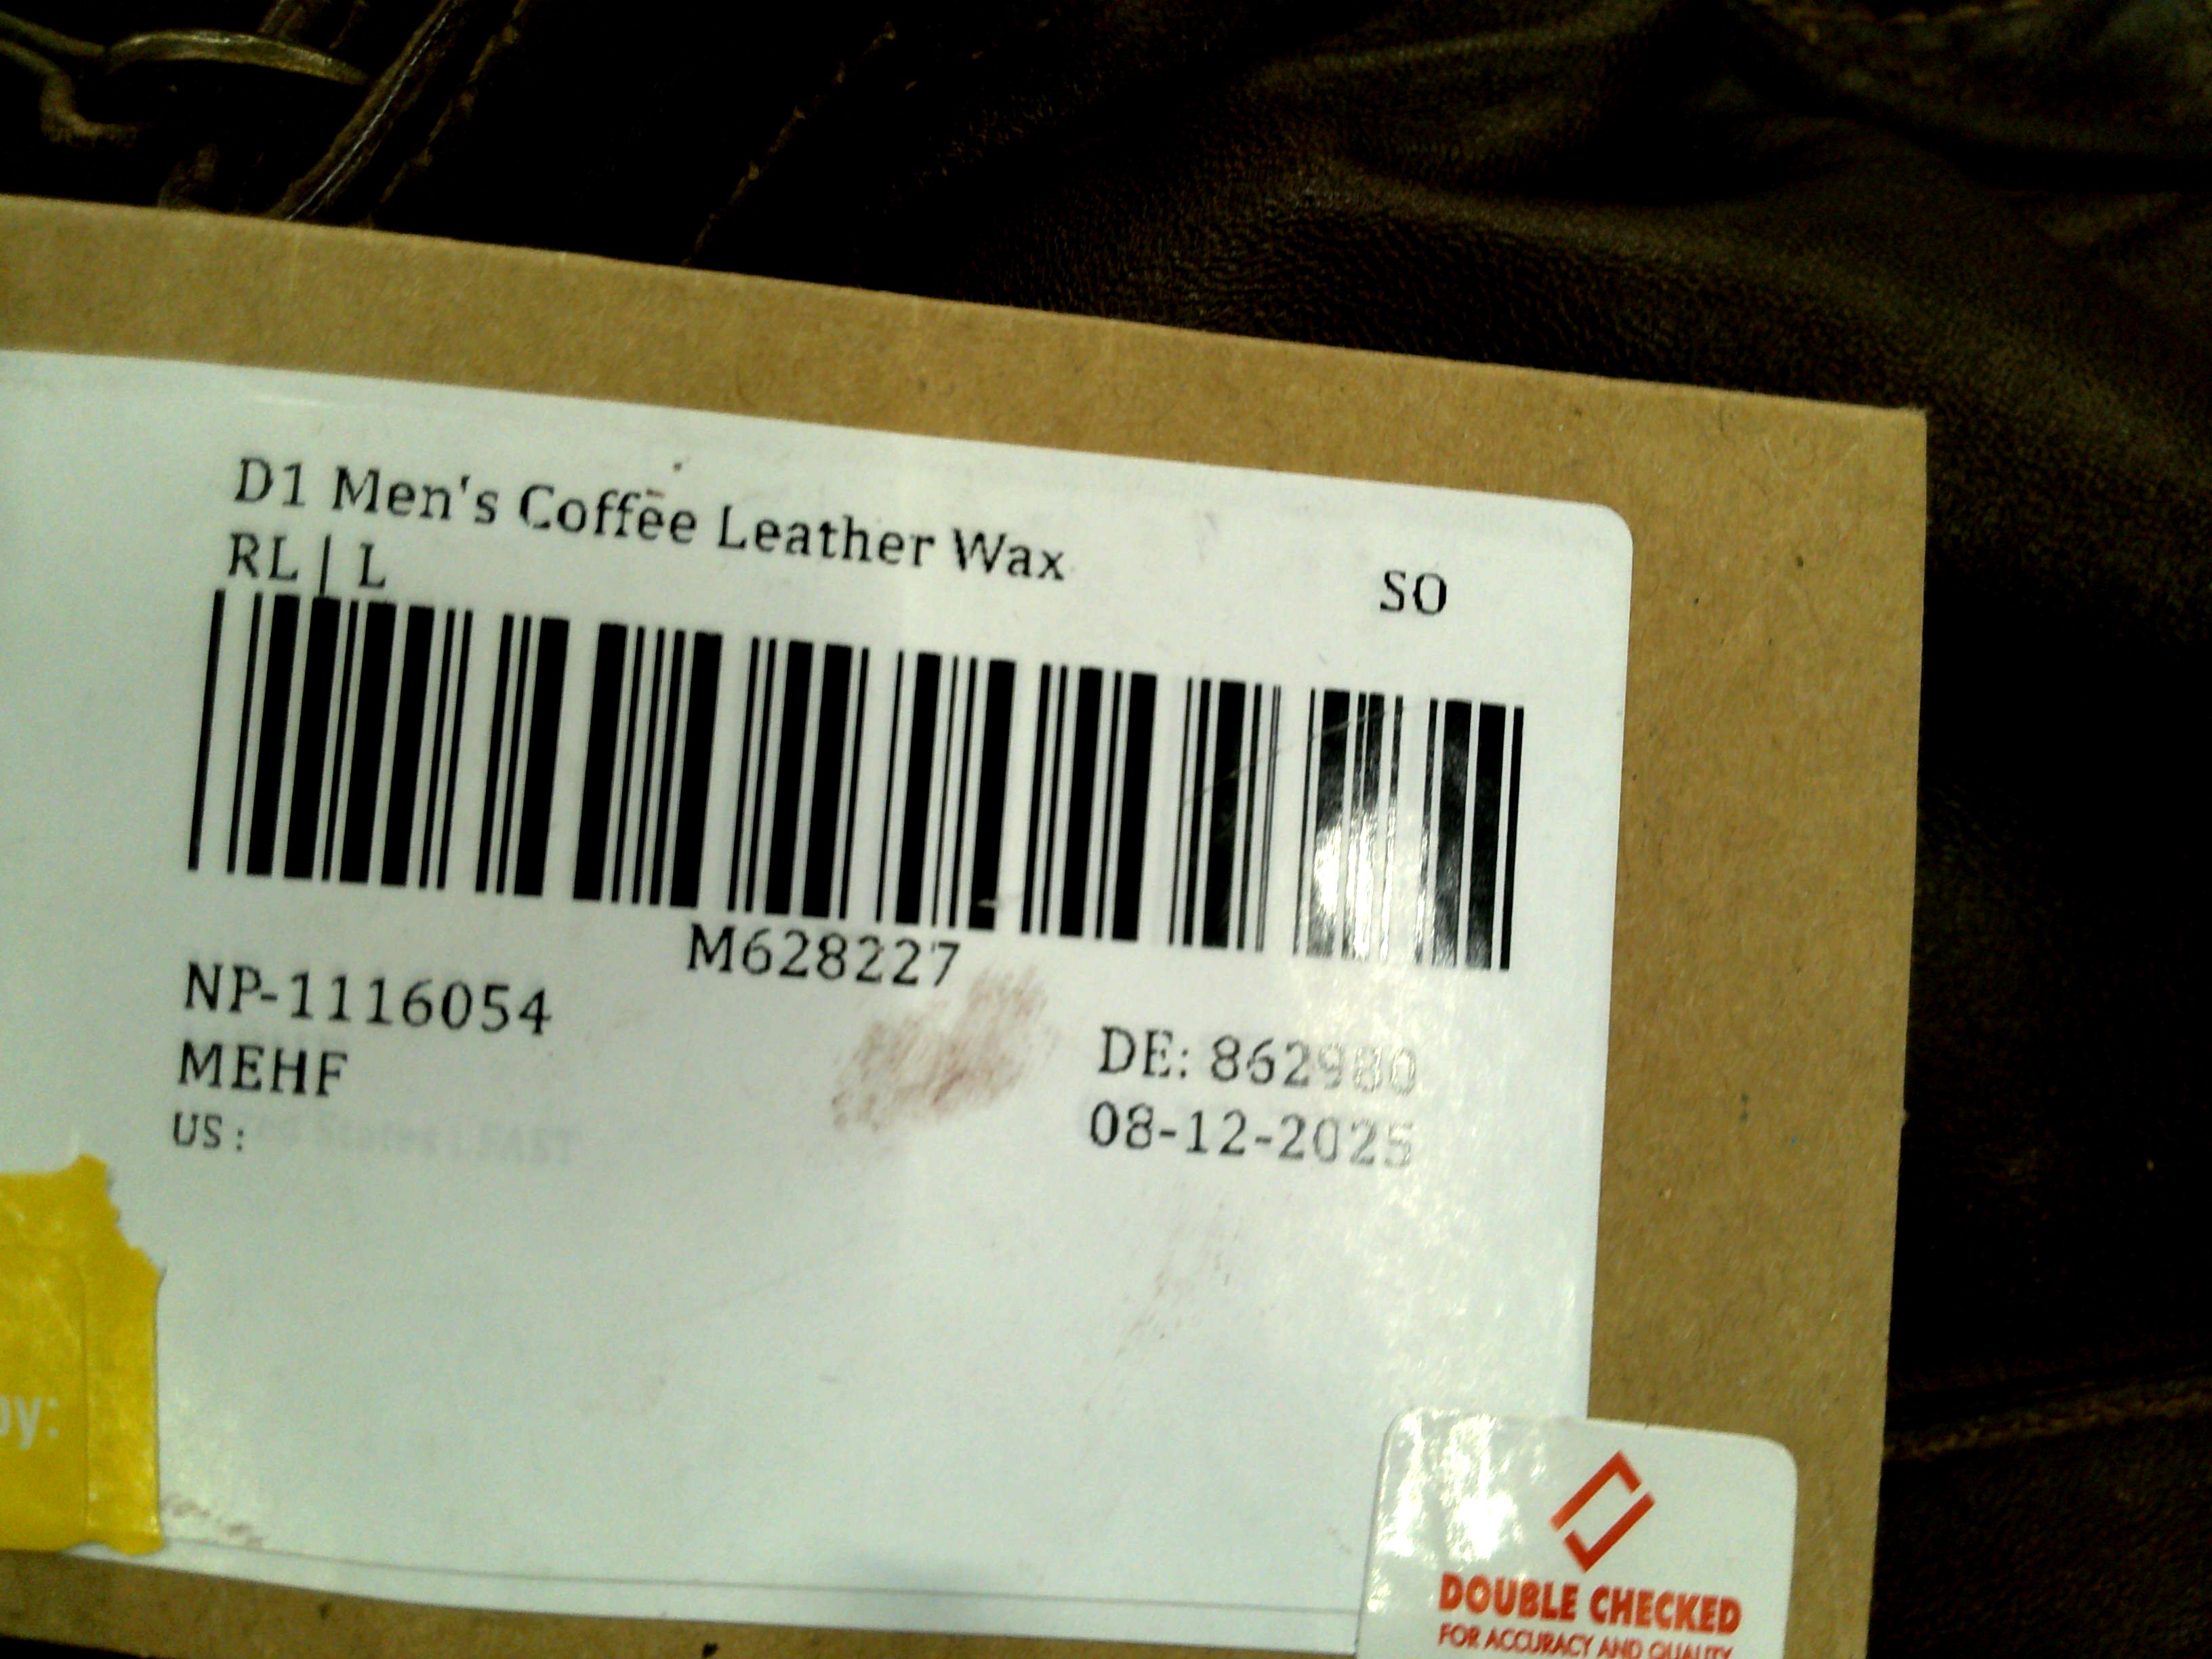 D1 Men's Coffee Leather Wax
RL | L
SO
M628227
NP-1116054
DE: 862980
MEHF
08-12-2025
US :
by:
DOUBLE CHECKED
FOR ACCURACY AND QUALITY